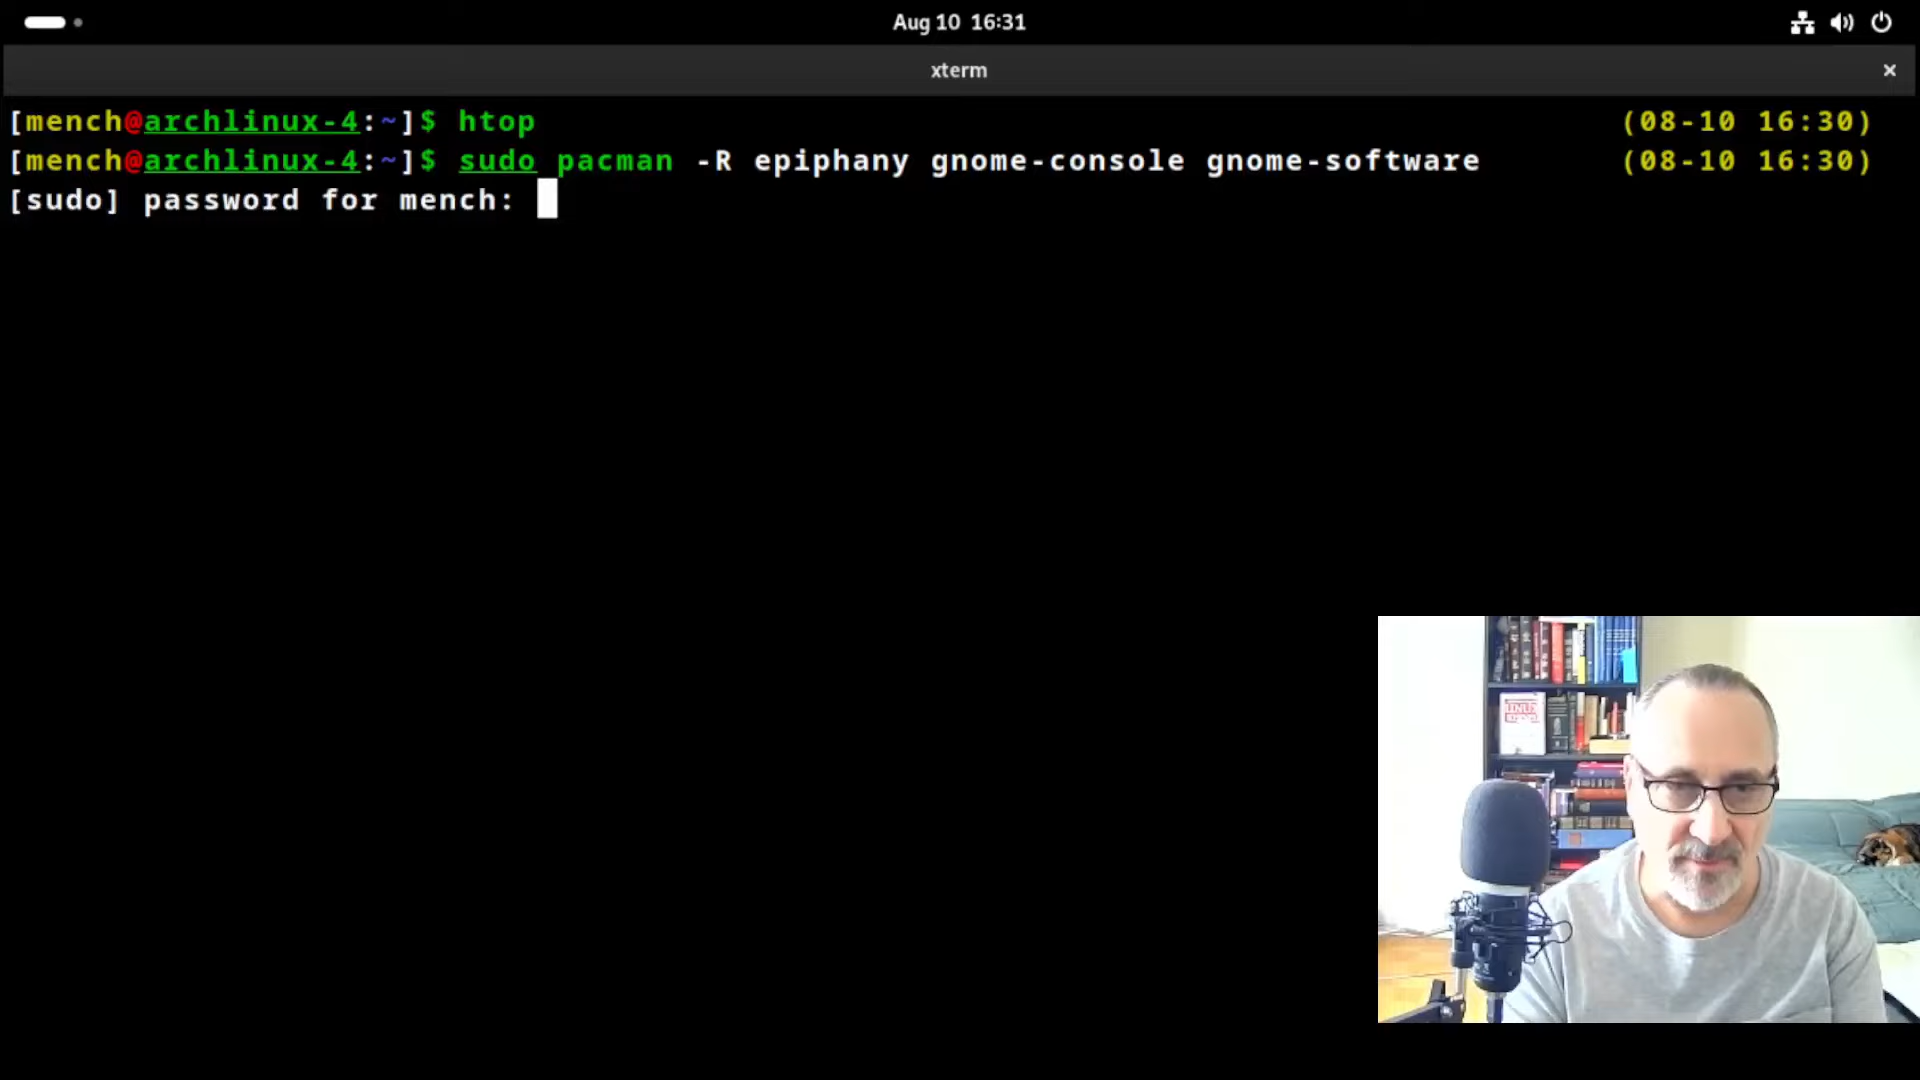 Aug 10 16:31
xterm
[mench@archlinux-4:~]$ htop (08-10 16:30)
[mench@archlinux-4:~]$ sudo pacman -R epiphany gnome-console gnome-software (08-10 16:30)
[sudo] password for mench: